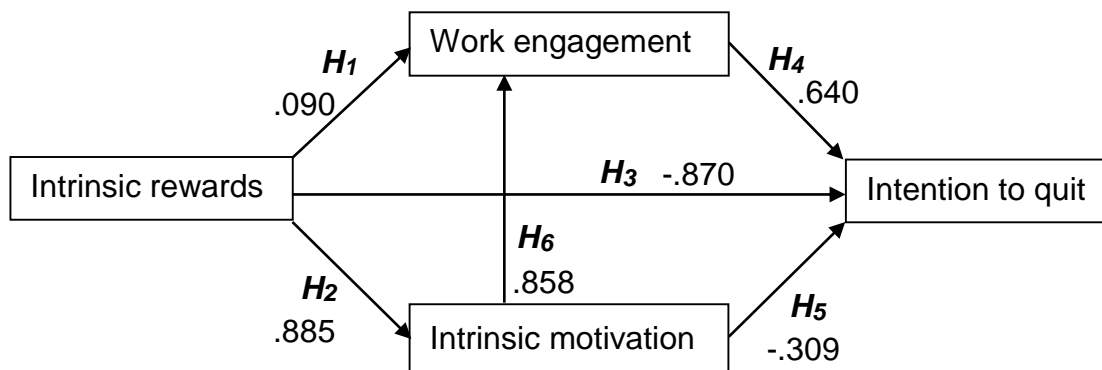 Work engagement
H1
.090
H4
.640
Intrinsic rewards
H3 -.870
Intention to quit
H6
.858
H2
.885
Intrinsic motivation
H5
-.309